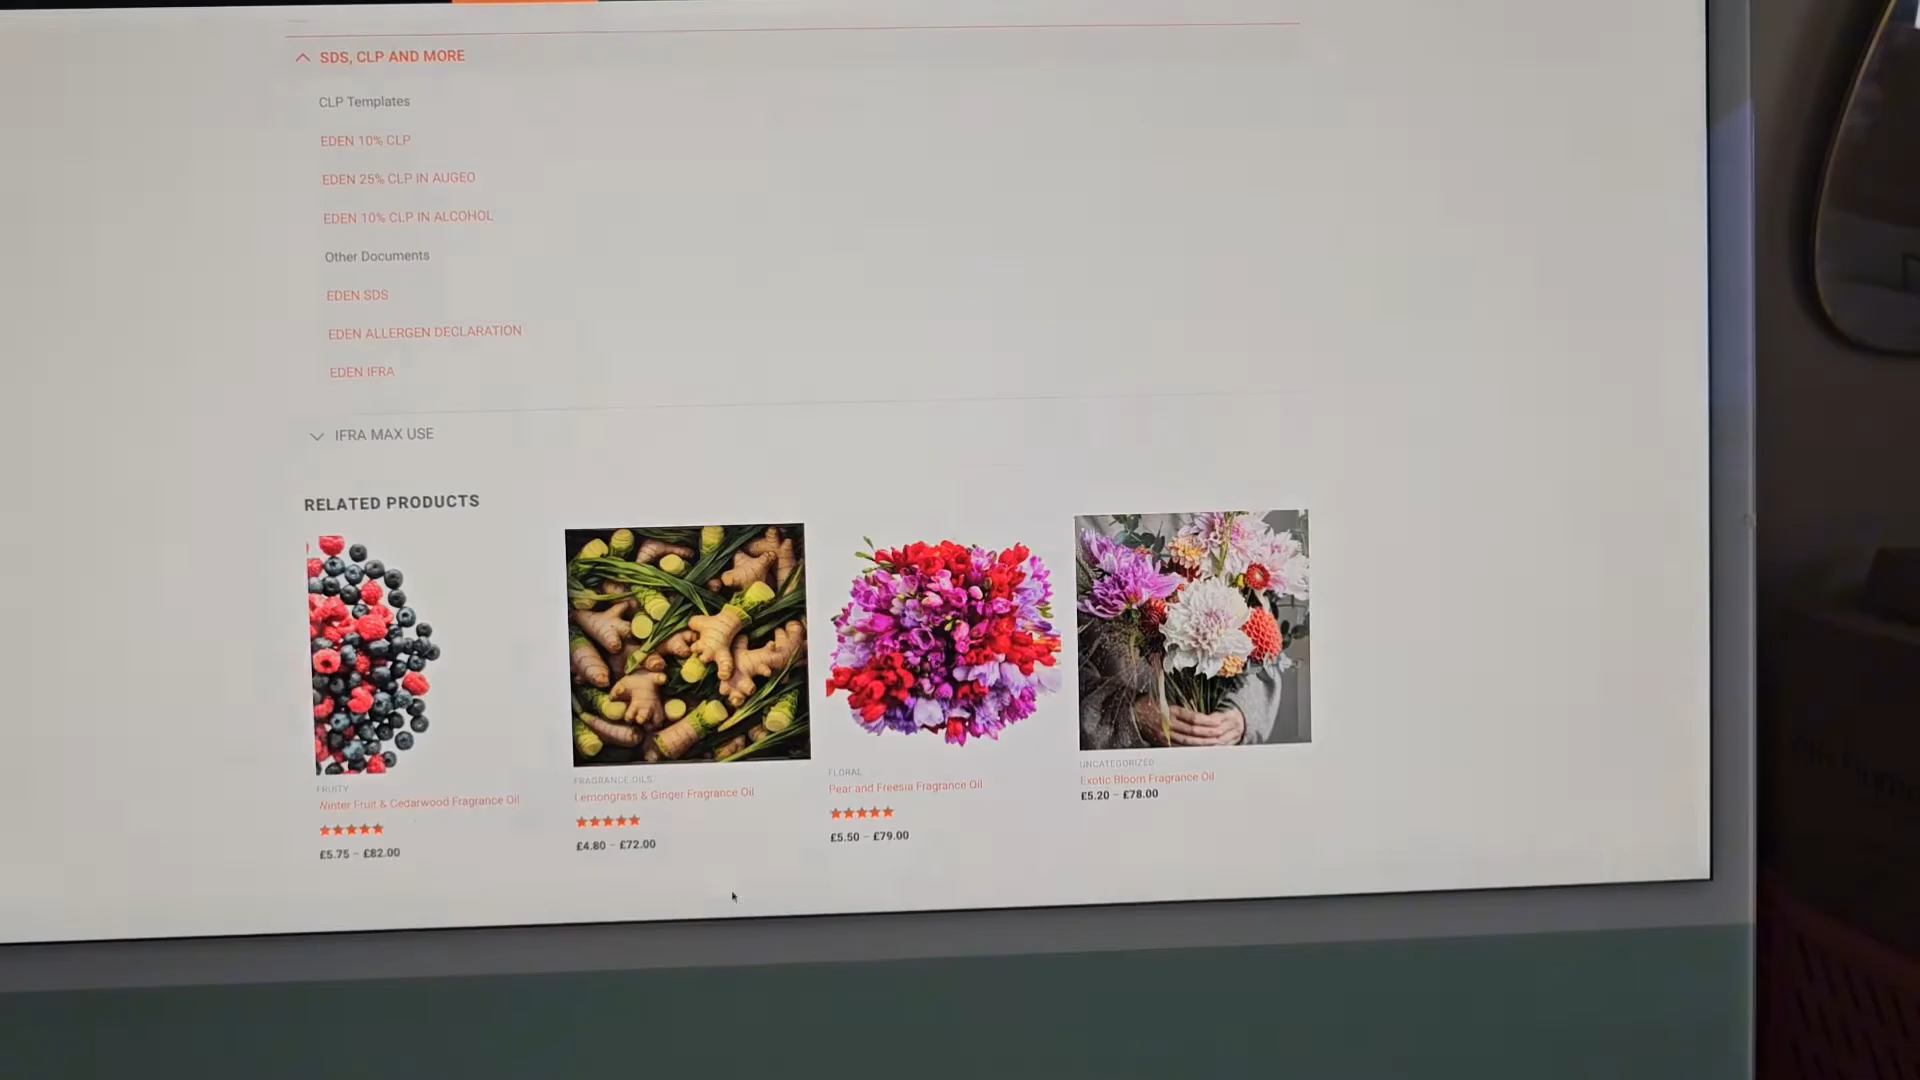 SDS, CLP AND MORE
CLP Templates
EDEN 10% CLP
EDEN 25% CLP IN AUGEO
EDEN 10% CLP IN ALCOHOL
Other Documents
EDEN SDS
EDEN ALLERGEN DECLARATION
EDEN IFRA
IFRA MAX USE
RELATED PRODUCTS
FRUITY
Winter Fruit & Cedarwood Fragrance Oil
£5.75 – £82.00
FRAGRANCE OILS
Lemongrass & Ginger Fragrance Oil
£4.80 – £72.00
FLORAL
Pear and Freesia Fragrance Oil
£5.50 – £79.00
UNCATEGORIZED
Exotic Bloom Fragrance Oil
£5.20 – £78.00